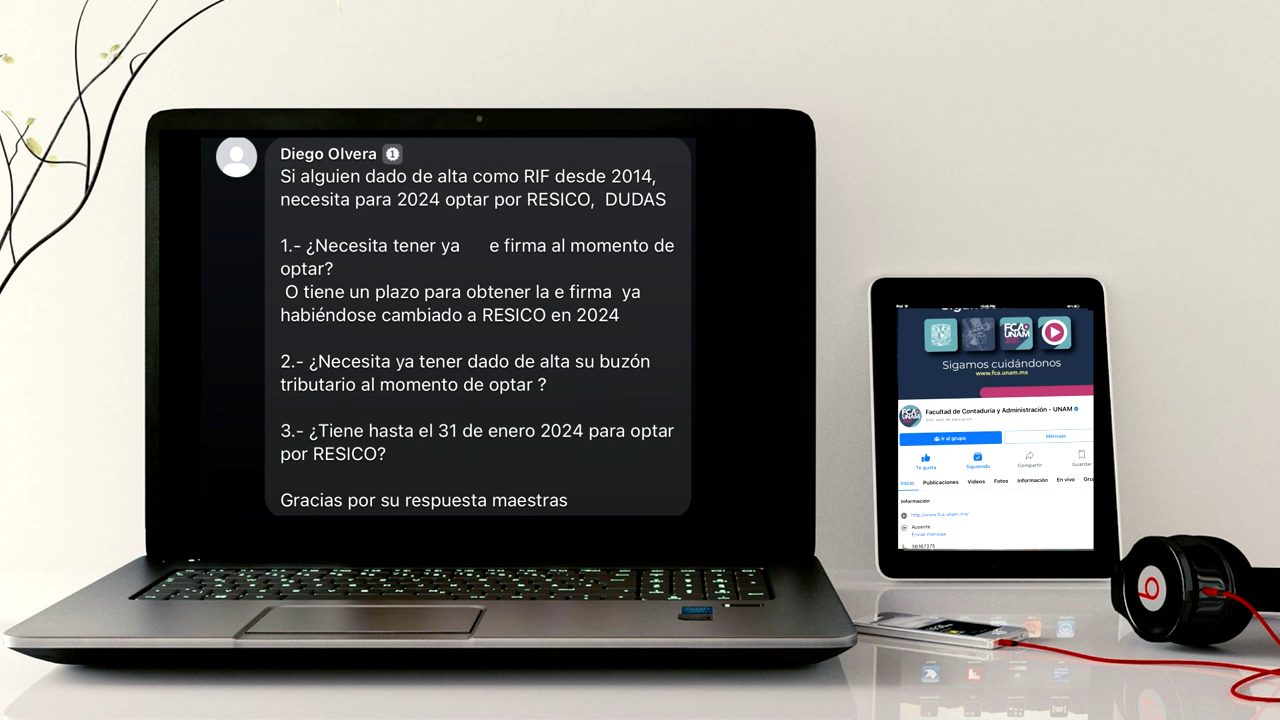 Diego Olvera
Si alguien dado de alta como RIF desde 2014,
necesita para 2024 optar por RESICO, DUDAS
1.- ¿Necesita tener ya e firma al momento de
optar?
O tiene un plazo para obtener la e firma ya
habiéndose cambiado a RESICO en 2024
2.- ¿Necesita ya tener dado de alta su buzón
tributario al momento de optar ?
3.- ¿Tiene hasta el 31 de enero 2024 para optar
por RESICO?
Gracias por su respuesta maestras
FCA
UNAM
Sigamos cuidándonos
www.fca.unam.mx
Facultad de Contaduría y Administración - UNAM
Ir al grupo
Mensaje
Te gusta
Siguiendo
Compartir
Guardar
Inicio Publicaciones Videos Fotos Información En vivo Gru
Información
http://www.fca.unam.mx/
Ausente
Enviar mensaje
56167375